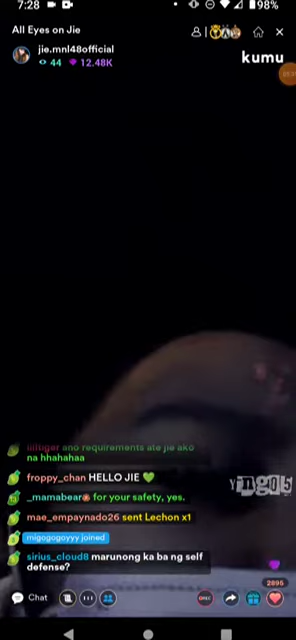 7:28
98%
All Eyes on Jie
jie.mnl48official
44 12.48K
kumu
ano requirements ate jie ako
na hhahahaa
froppy_chan HELLO JIE
_mamabear for your safety, yes.
mae_empaynado26 sent Lechon x1
migogogoyyy joined
sirius_cloud8 marunong ka ba ng self
defense?
2895
Chat